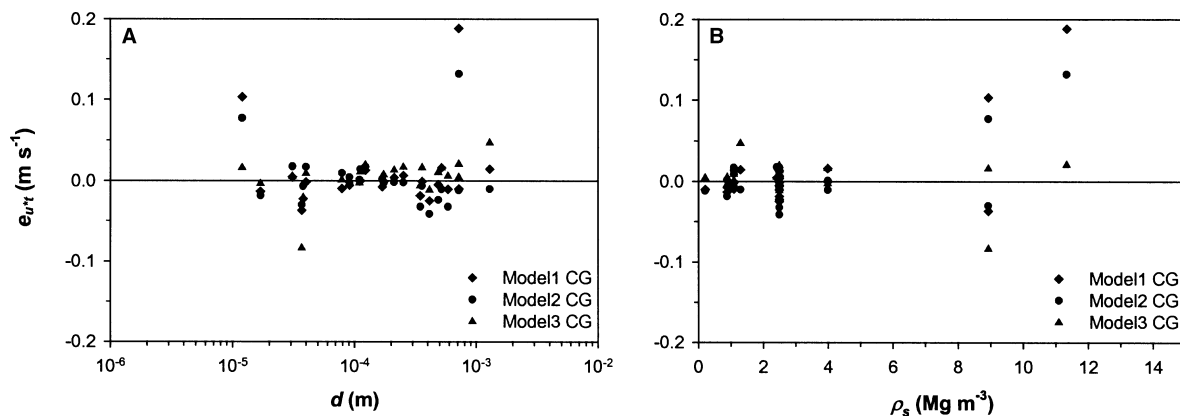 A
0.2
0.1
0.0
-0.1
-0.2
e_{u*t} (m s^{-1})
Model1 CG
Model2 CG
Model3 CG
10^{-6} 10^{-5} 10^{-4} 10^{-3} 10^{-2}
d (m)
B
0.2
0.1
0.0
-0.1
-0.2
Model1 CG
Model2 CG
Model3 CG
0 2 4 6 8 10 12 14
ρ_s (Mg m^{-3})